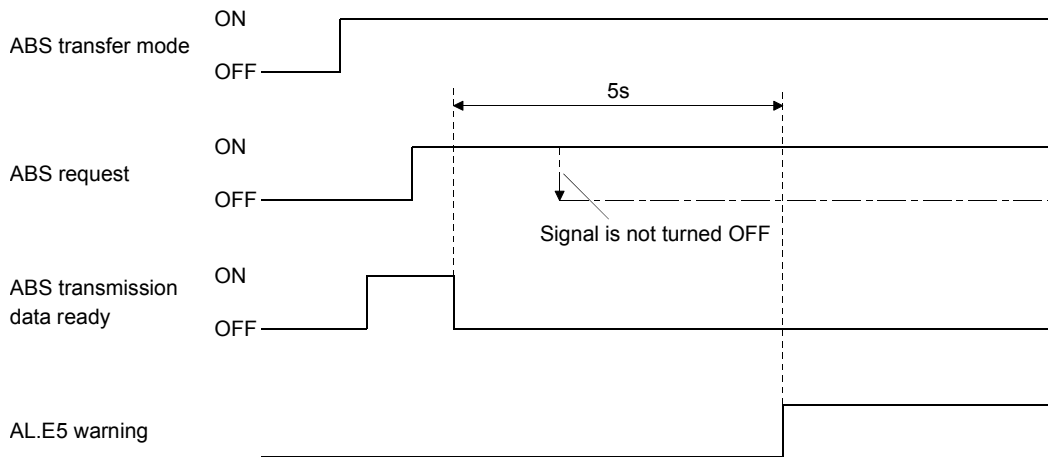 ON
ABS transfer mode
OFF
5s
ON
ABS request
OFF
Signal is not turned OFF
ON
ABS transmission
data ready
OFF
AL.E5 warning